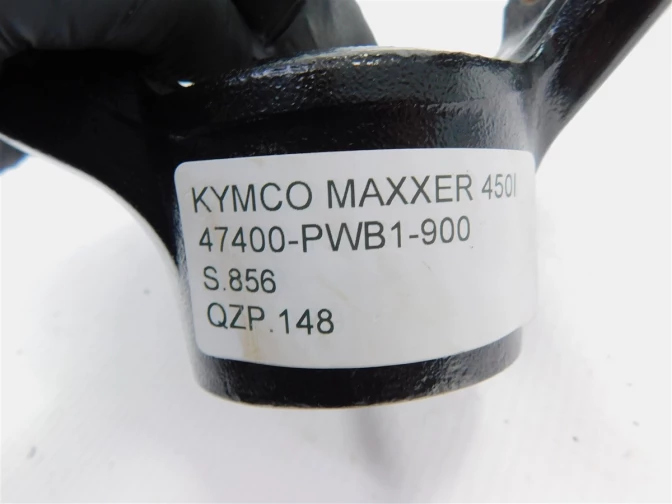 KYMCO MAXXER 450I
47400-PWB1-900
S.856
QZP.148